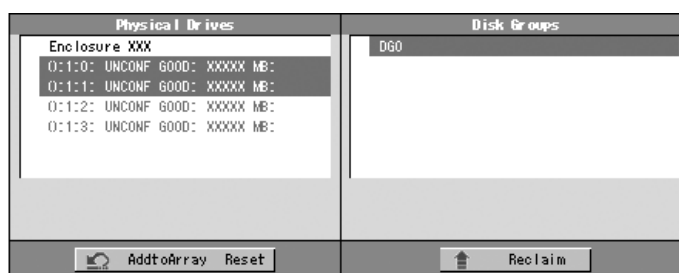 Physical Drives
Enclosure XXX
0:1:0: UNCONF GOOD: XXXXX MB:
0:1:1: UNCONF GOOD: XXXXX MB:
0:1:2: UNCONF GOOD: XXXXX MB:
0:1:3: UNCONF GOOD: XXXXX MB:
AddtoArray Reset
Disk Groups
DG0
Reclaim